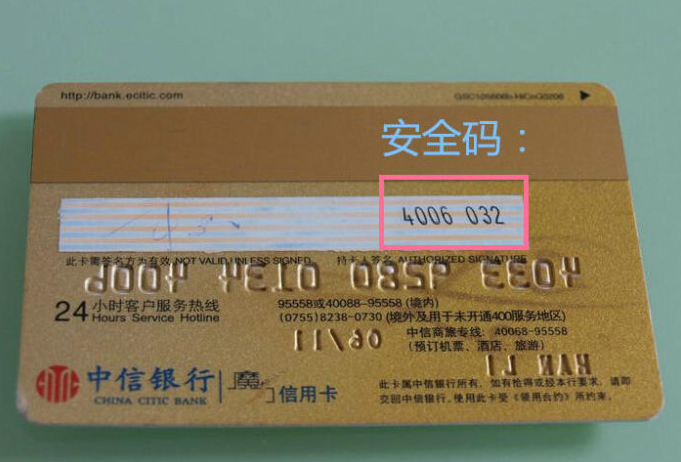 http://bank.ecitic.com
安全码：
4006 032
此卡需签名方为有效 NOT VALID UNLESS SIGNED 持卡人签名 AUTHORIZED SIGNATURE
24 小时客户服务热线
Hours Service Hotline
95558或40088-95558 (境内)
(0755)8238-0730 (境外及用于未开通400服务地区)
中信商旅专线: 40068-95558
(预订机票、酒店、旅游)
中信银行
CHINA CITIC BANK
信用卡
此卡属中信银行所有，如有拾得或经本行要求，请即
交回中信银行。使用此卡受《领用合约》所约束。